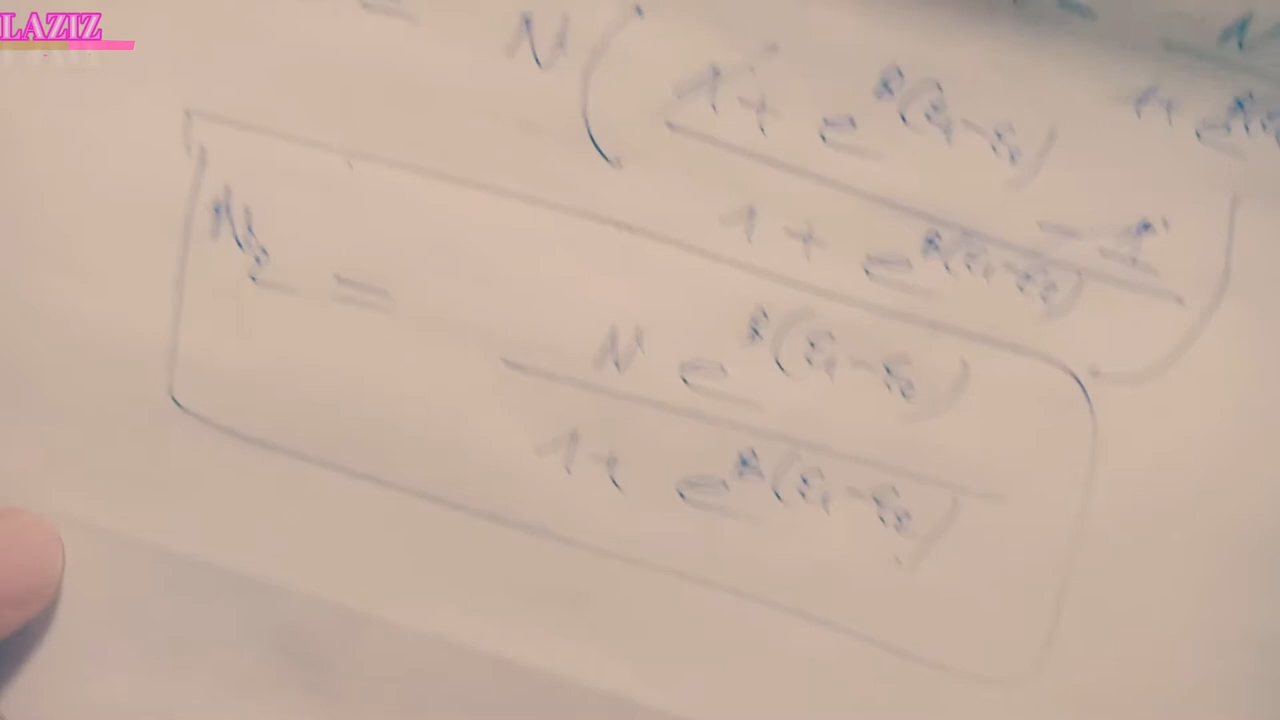 LAZIZ
= N ( 1 + e^β(ε₁-ε₂) - 1 / 1 + e^β(ε₁-ε₂) )
N₂ = N e^β(ε₁-ε₂) / 1 + e^β(ε₁-ε₂)